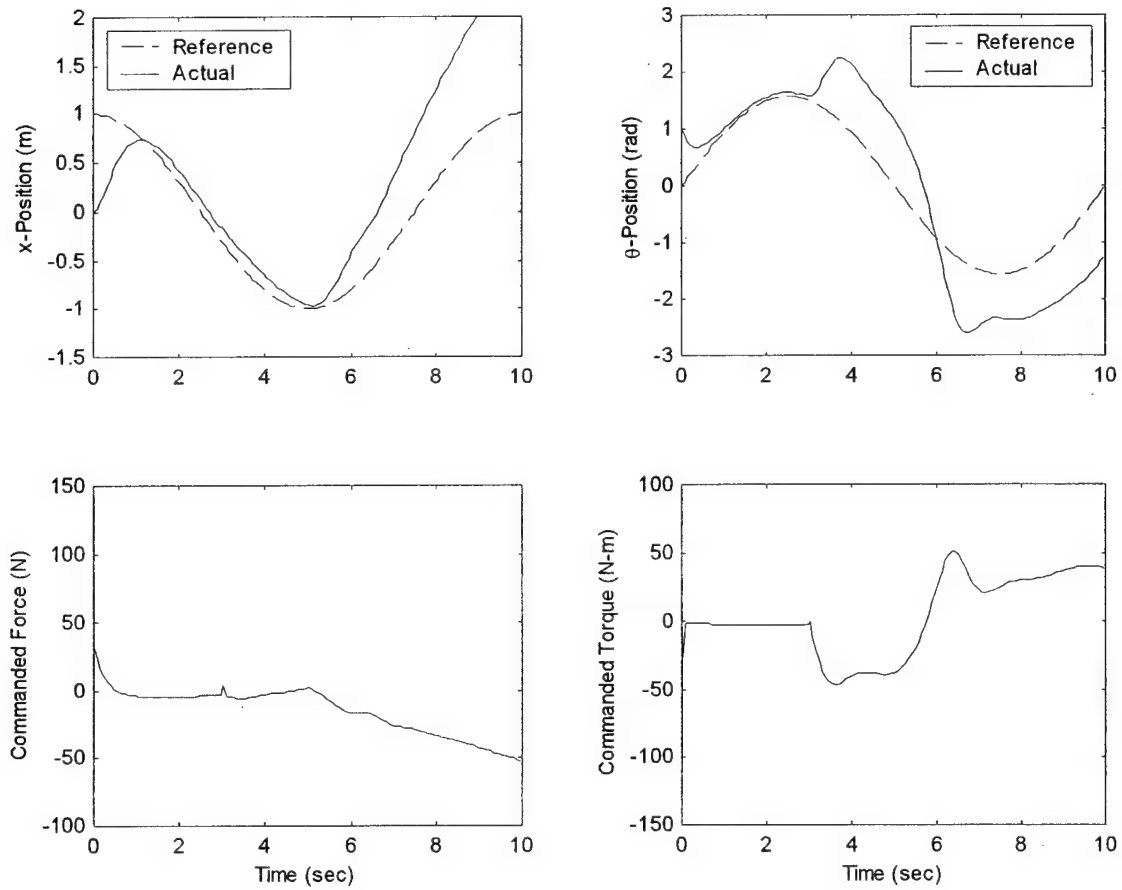 2
1.5
1
0.5
0
-0.5
-1
-1.5
x-Position (m)
Reference
Actual
0 2 4 6 8 10
3
2
1
0
-1
-2
-3
θ-Position (rad)
Reference
Actual
0 2 4 6 8 10
150
100
50
0
-50
-100
Commanded Force (N)
0 2 4 6 8 10
Time (sec)
100
50
0
-50
-100
-150
Commanded Torque (N-m)
0 2 4 6 8 10
Time (sec)